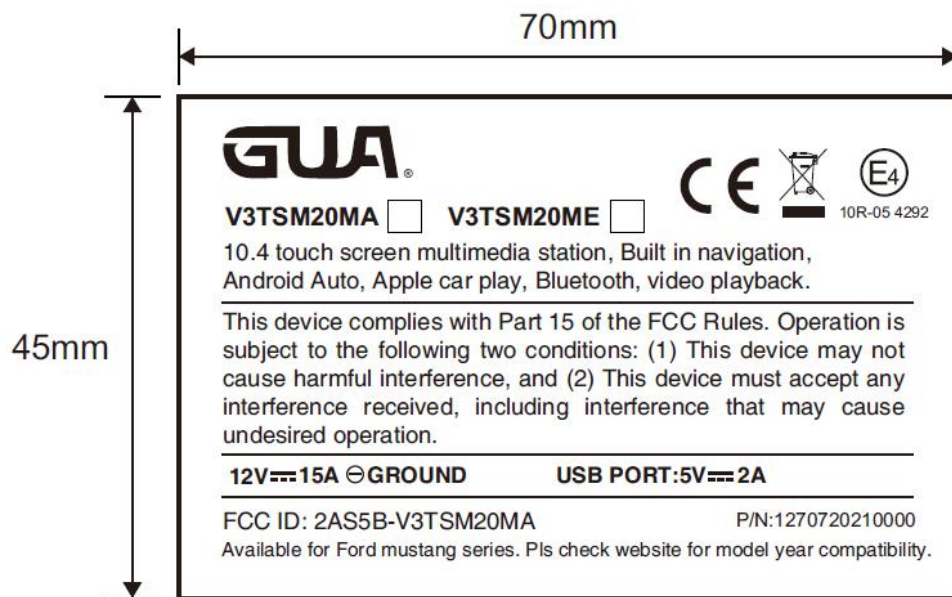 70mm
45mm
GUA®
CE
E4
10R-05 4292
V3TSM20MA V3TSM20ME
10.4 touch screen multimedia station, Built in navigation,
Android Auto, Apple car play, Bluetooth, video playback.
This device complies with Part 15 of the FCC Rules. Operation is
subject to the following two conditions: (1) This device may not
cause harmful interference, and (2) This device must accept any
interference received, including interference that may cause
undesired operation.
12V⎓15A ⊖GROUND USB PORT:5V⎓2A
FCC ID: 2AS5B-V3TSM20MA P/N:1270720210000
Available for Ford mustang series. Pls check website for model year compatibility.